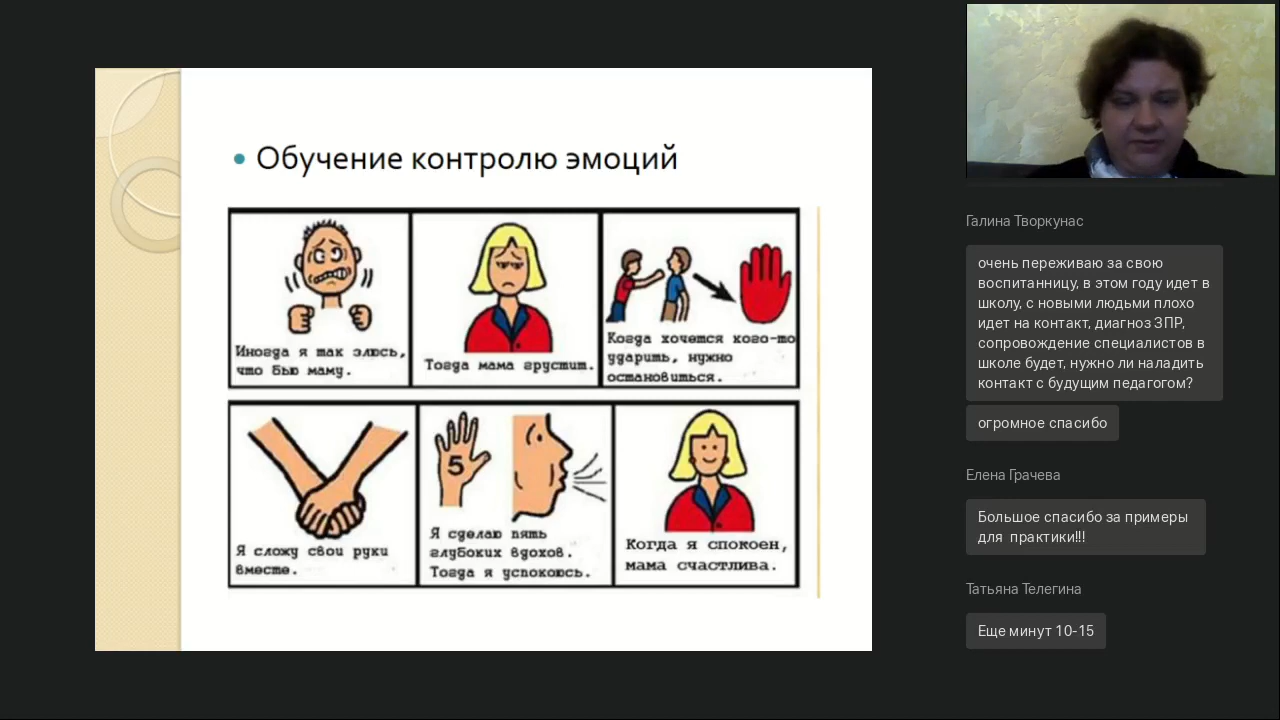 Обучение контролю эмоций
Иногда я так злюсь,
что бью маму.
Тогда мама грустит.
Когда хочется кого-то
ударить, нужно
остановиться.
Я сложу свои руки
вместе.
5
Я сделаю пять
глубоких вдохов.
Тогда я успокоюсь.
Когда я спокоен,
мама счастлива.
Галина Творкунас
очень переживаю за свою
воспитанницу, в этом году идет в
школу, с новыми людьми плохо
идет на контакт, диагноз ЗПР,
сопровождение специалистов в
школе будет, нужно ли наладить
контакт с будущим педагогом?
огромное спасибо
Елена Грачева
Большое спасибо за примеры
для практики!!!
Татьяна Телегина
Еще минут 10-15